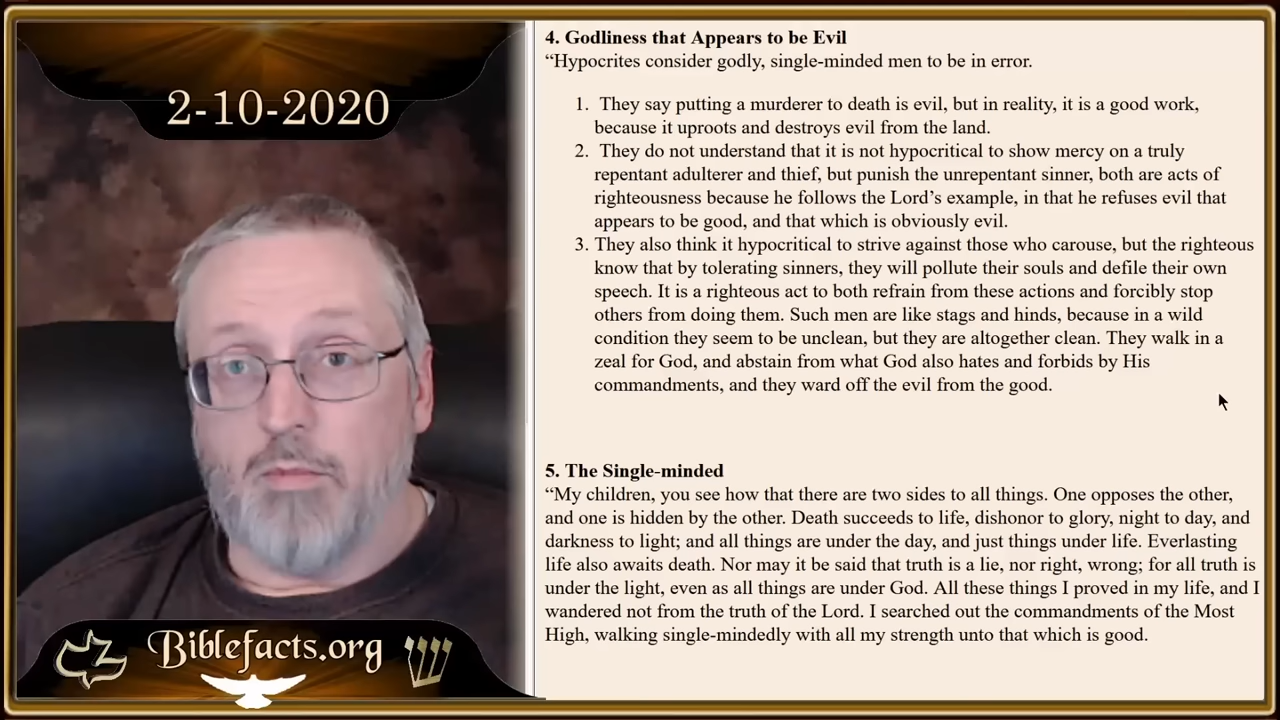 2-10-2020
Biblefacts.org
ש
4. Godliness that Appears to be Evil
“Hypocrites consider godly, single-minded men to be in error.
1. They say putting a murderer to death is evil, but in reality, it is a good work,
because it uproots and destroys evil from the land.
2. They do not understand that it is not hypocritical to show mercy on a truly
repentant adulterer and thief, but punish the unrepentant sinner, both are acts of
righteousness because he follows the Lord’s example, in that he refuses evil that
appears to be good, and that which is obviously evil.
3. They also think it hypocritical to strive against those who carouse, but the righteous
know that by tolerating sinners, they will pollute their souls and defile their own
speech. It is a righteous act to both refrain from these actions and forcibly stop
others from doing them. Such men are like stags and hinds, because in a wild
condition they seem to be unclean, but they are altogether clean. They walk in a
zeal for God, and abstain from what God also hates and forbids by His
commandments, and they ward off the evil from the good.
5. The Single-minded
“My children, you see how that there are two sides to all things. One opposes the other,
and one is hidden by the other. Death succeeds to life, dishonor to glory, night to day, and
darkness to light; and all things are under the day, and just things under life. Everlasting
life also awaits death. Nor may it be said that truth is a lie, nor right, wrong; for all truth is
under the light, even as all things are under God. All these things I proved in my life, and I
wandered not from the truth of the Lord. I searched out the commandments of the Most
High, walking single-mindedly with all my strength unto that which is good.